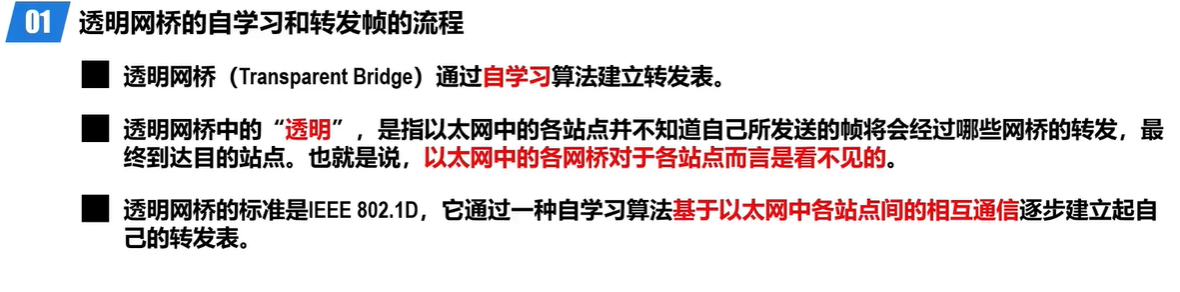 01 透明网桥的自学习和转发帧的流程
透明网桥（Transparent Bridge）通过自学习算法建立转发表。
透明网桥中的“透明”，是指以太网中的各站点并不知道自己所发送的帧将会经过哪些网桥的转发，最
终到达目的站点。也就是说，以太网中的各网桥对于各站点而言是看不见的。
透明网桥的标准是IEEE 802.1D，它通过一种自学习算法基于以太网中各站点间的相互通信逐步建立起自
己的转发表。